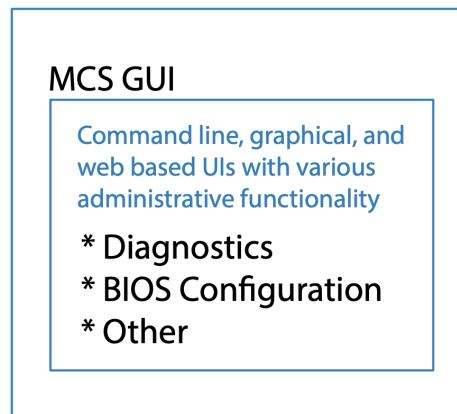 MCS GUI
Command line, graphical, and
web based UIs with various
administrative functionality
* Diagnostics
* BIOS Configuration
* Other